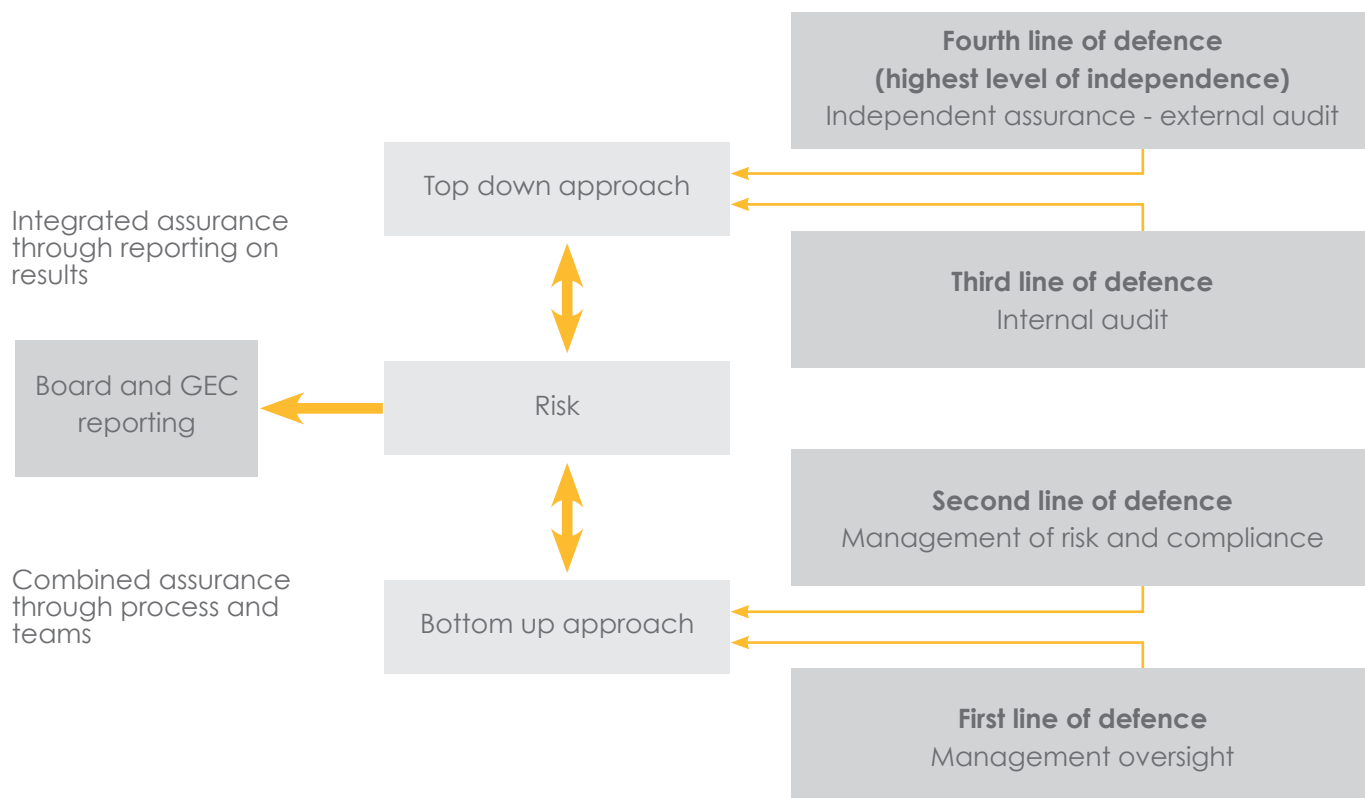 Fourth line of defence
(highest level of independence)
Independent assurance - external audit
Top down approach
Integrated assurance
through reporting on
results
Third line of defence
Internal audit
Board and GEC
reporting
Risk
Second line of defence
Management of risk and compliance
Combined assurance
through process and
teams
Bottom up approach
First line of defence
Management oversight